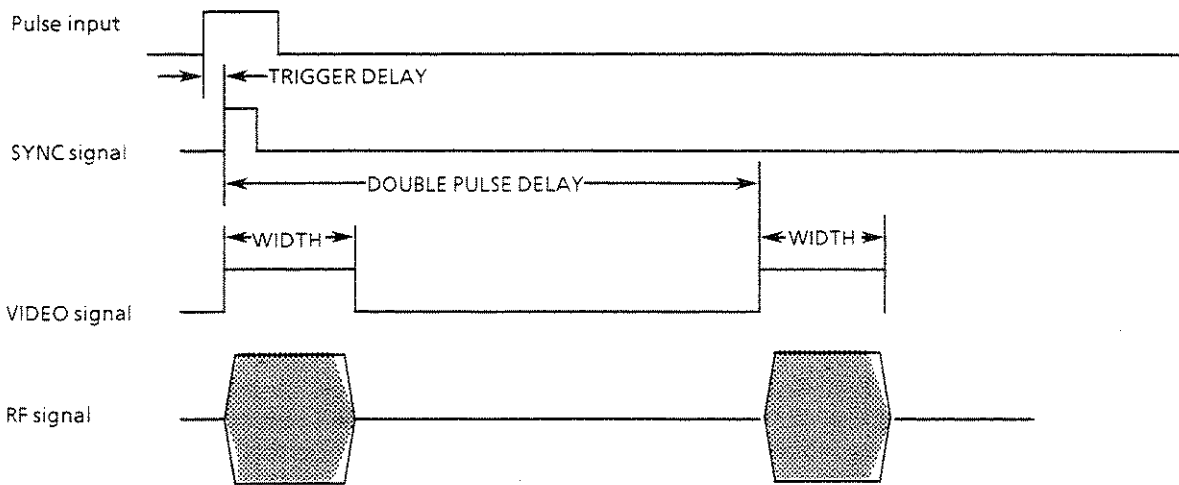 Pulse input
TRIGGER DELAY
SYNC signal
DOUBLE PULSE DELAY
WIDTH
WIDTH
VIDEO signal
RF signal